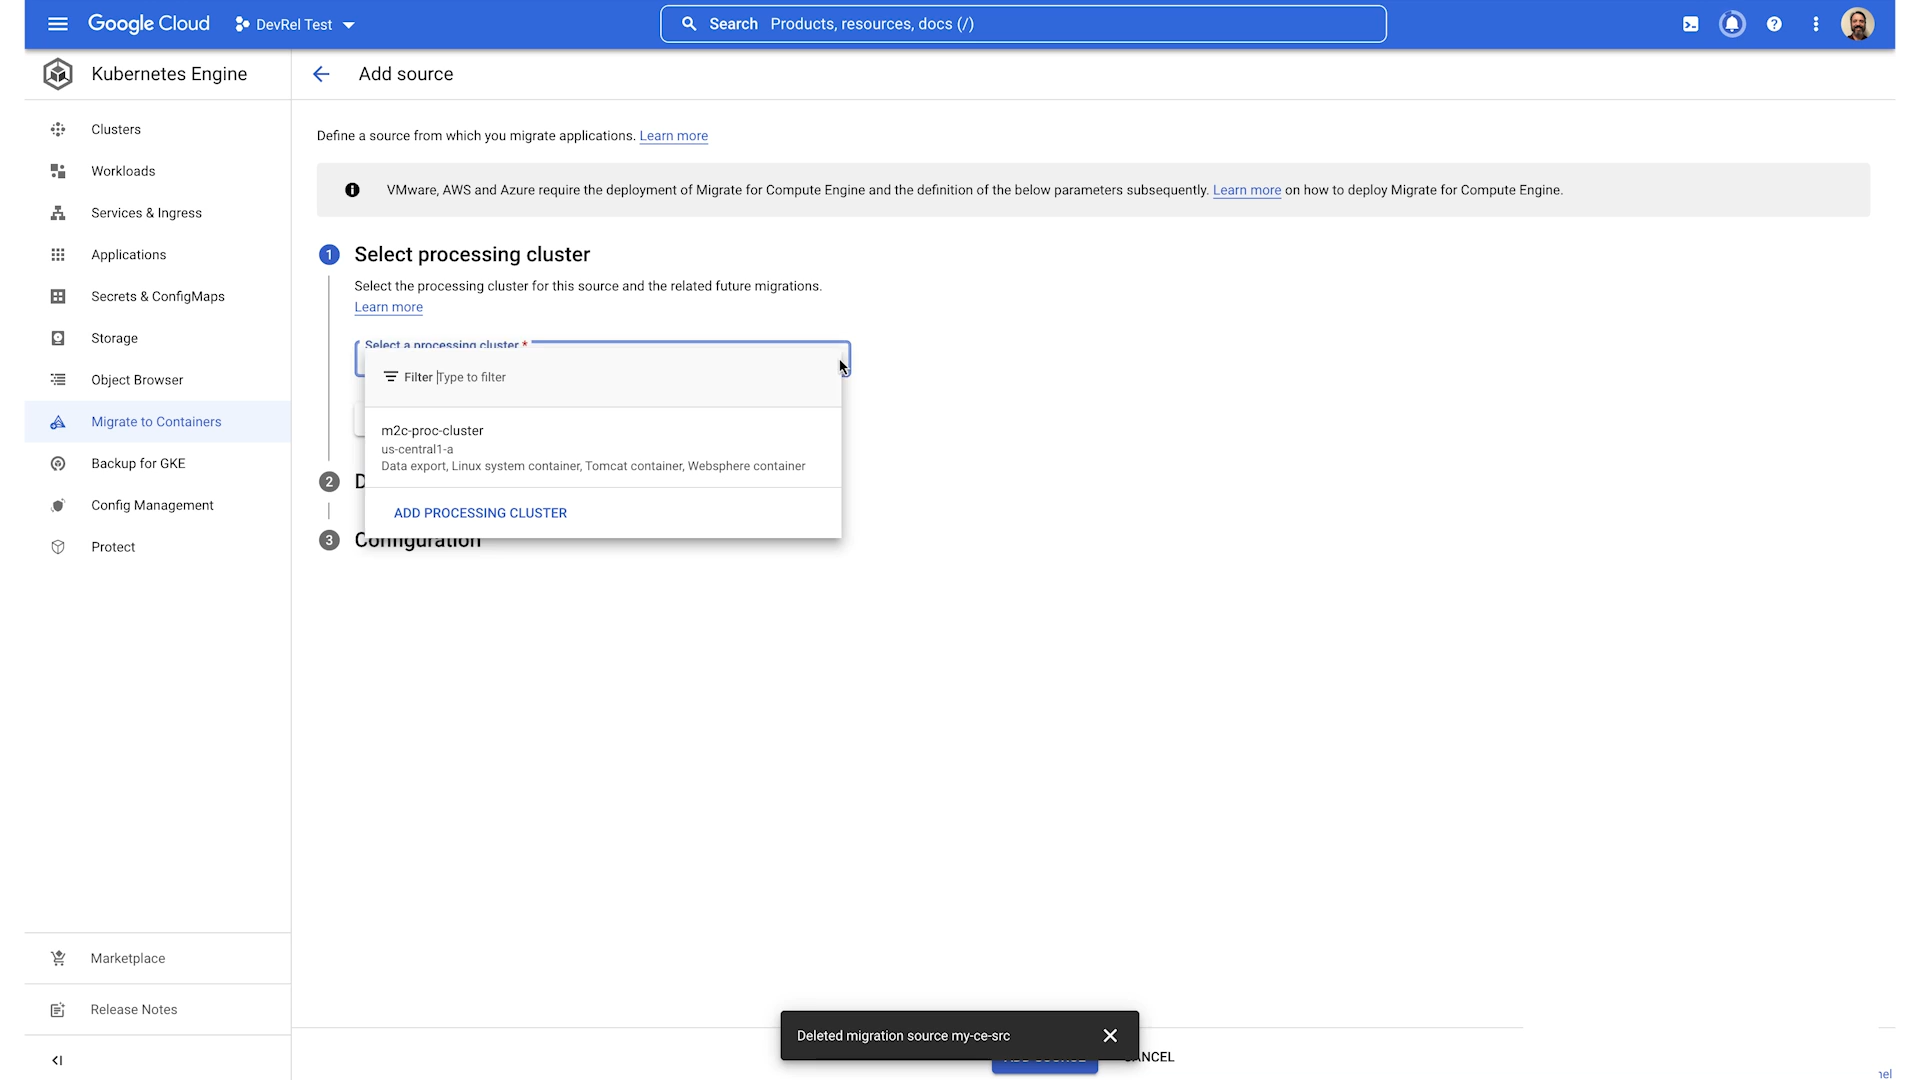 Google Cloud
DevRel Test
Search Products, resources, docs (/)
Kubernetes Engine
Add source
Clusters
Workloads
Services & Ingress
Applications
Secrets & ConfigMaps
Storage
Object Browser
Migrate to Containers
Backup for GKE
Config Management
Protect
Marketplace
Release Notes
Define a source from which you migrate applications. Learn more
VMware, AWS and Azure require the deployment of Migrate for Compute Engine and the definition of the below parameters subsequently. Learn more on how to deploy Migrate for Compute Engine.
1 Select processing cluster
Select the processing cluster for this source and the related future migrations.
Learn more
Select a processing cluster *
Filter Type to filter
m2c-proc-cluster
us-central1-a
Data export, Linux system container, Tomcat container, Websphere container
2 D
ADD PROCESSING CLUSTER
3 Configuration
Deleted migration source my-ce-src
CANCEL